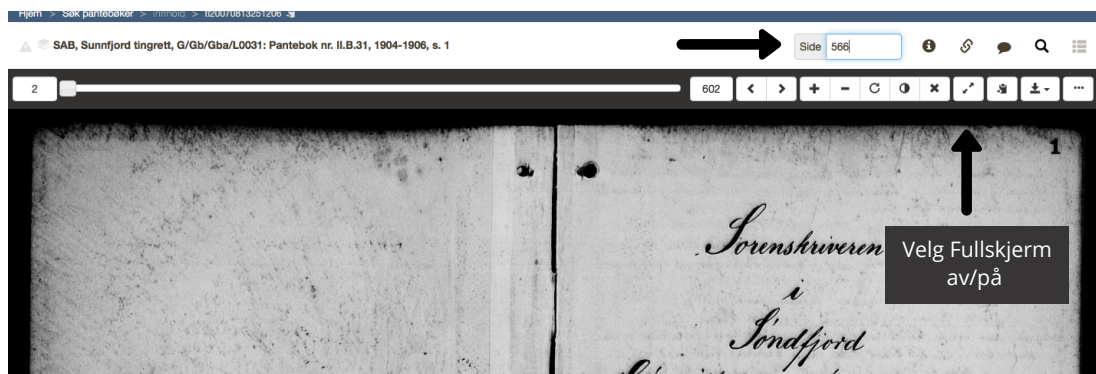 Hjem > Søk pantebøker > Innhold > tl20070813251206
SAB, Sunnfjord tingrett, G/Gb/Gba/L0031: Pantebok nr. II.B.31, 1904-1906, s. 1
Side 566
2
602
1
Sorenskriveren
i
Søndfjord
Velg Fullskjerm
av/på